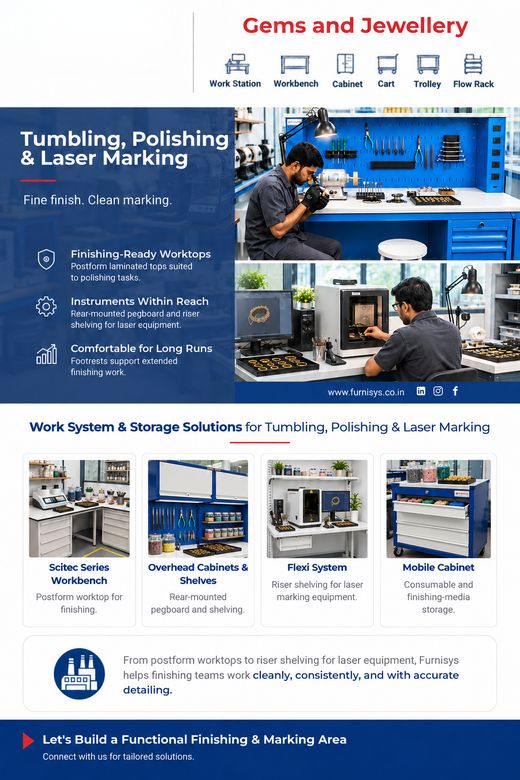 Gems and Jewellery
Work Station Workbench Cabinet Cart Trolley Flow Rack
Tumbling, Polishing
& Laser Marking
Fine finish. Clean marking.
Finishing-Ready Worktops
Postform laminated tops suited
to polishing tasks.
Instruments Within Reach
Rear-mounted pegboard and riser
shelving for laser equipment.
Comfortable for Long Runs
Footrests support extended
finishing work.
www.furnisys.co.in
Work System & Storage Solutions for Tumbling, Polishing & Laser Marking
Scitec Series
Workbench
Postform worktop for
finishing.
Overhead Cabinets &
Shelves
Rear-mounted
pegboard and shelving.
Flexi System
Riser shelving for laser
marking equipment.
Mobile Cabinet
Consumable and
finishing-media
storage.
From postform worktops to riser shelving for laser equipment, Furnisys
helps finishing teams work cleanly, consistently, and with accurate
detailing.
Let's Build a Functional Finishing & Marking Area
Connect with us for tailored solutions.